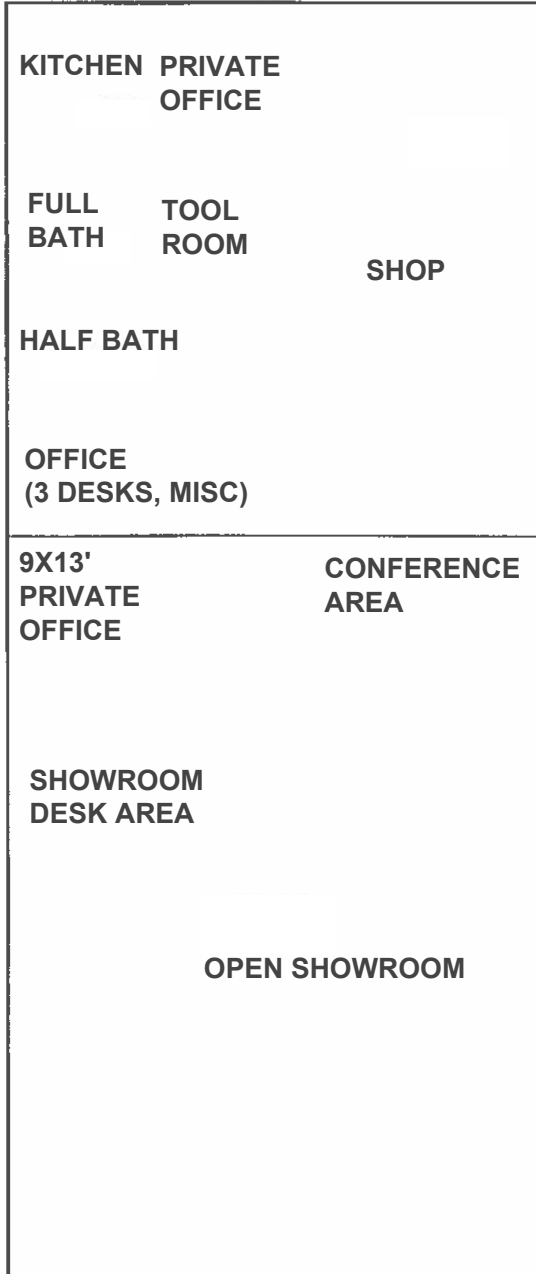 KITCHEN
PRIVATE
OFFICE
FULL
BATH
TOOL
ROOM
SHOP
HALF BATH
OFFICE
(3 DESKS, MISC)
9X13'
PRIVATE
OFFICE
CONFERENCE
AREA
SHOWROOM
DESK AREA
OPEN SHOWROOM